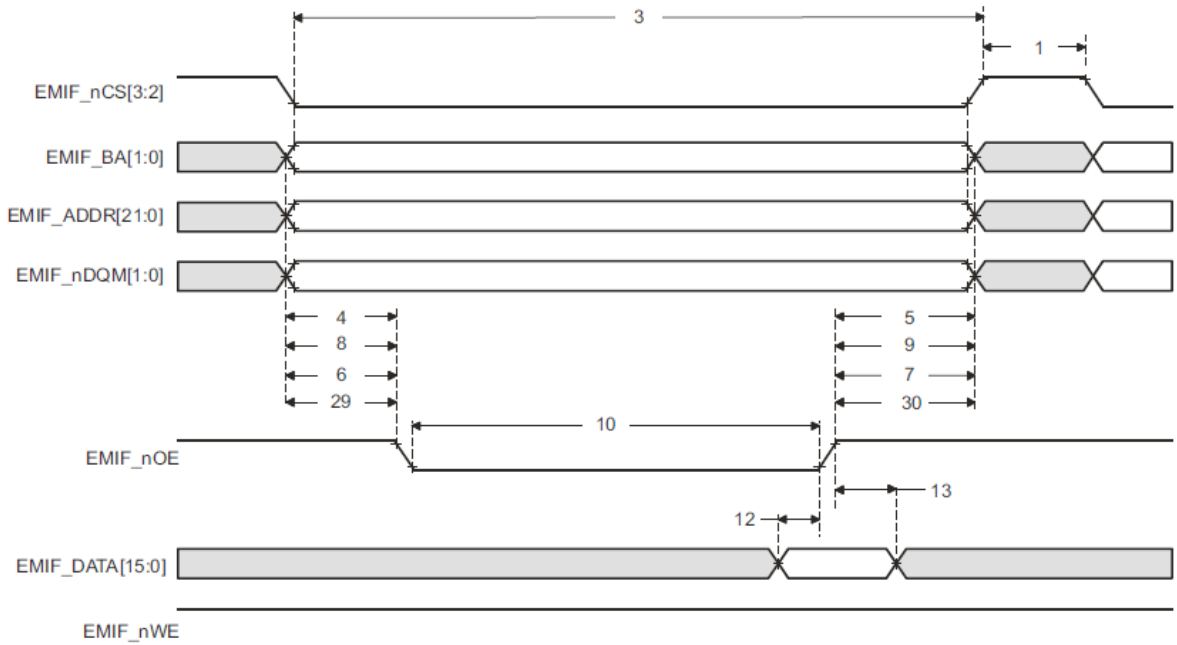 3
1
EMIF_nCS[3:2]
EMIF_BA[1:0]
EMIF_ADDR[21:0]
EMIF_nDQM[1:0]
4 5
8 9
6 7
29 30
10
EMIF_nOE
13
12
EMIF_DATA[15:0]
EMIF_nWE